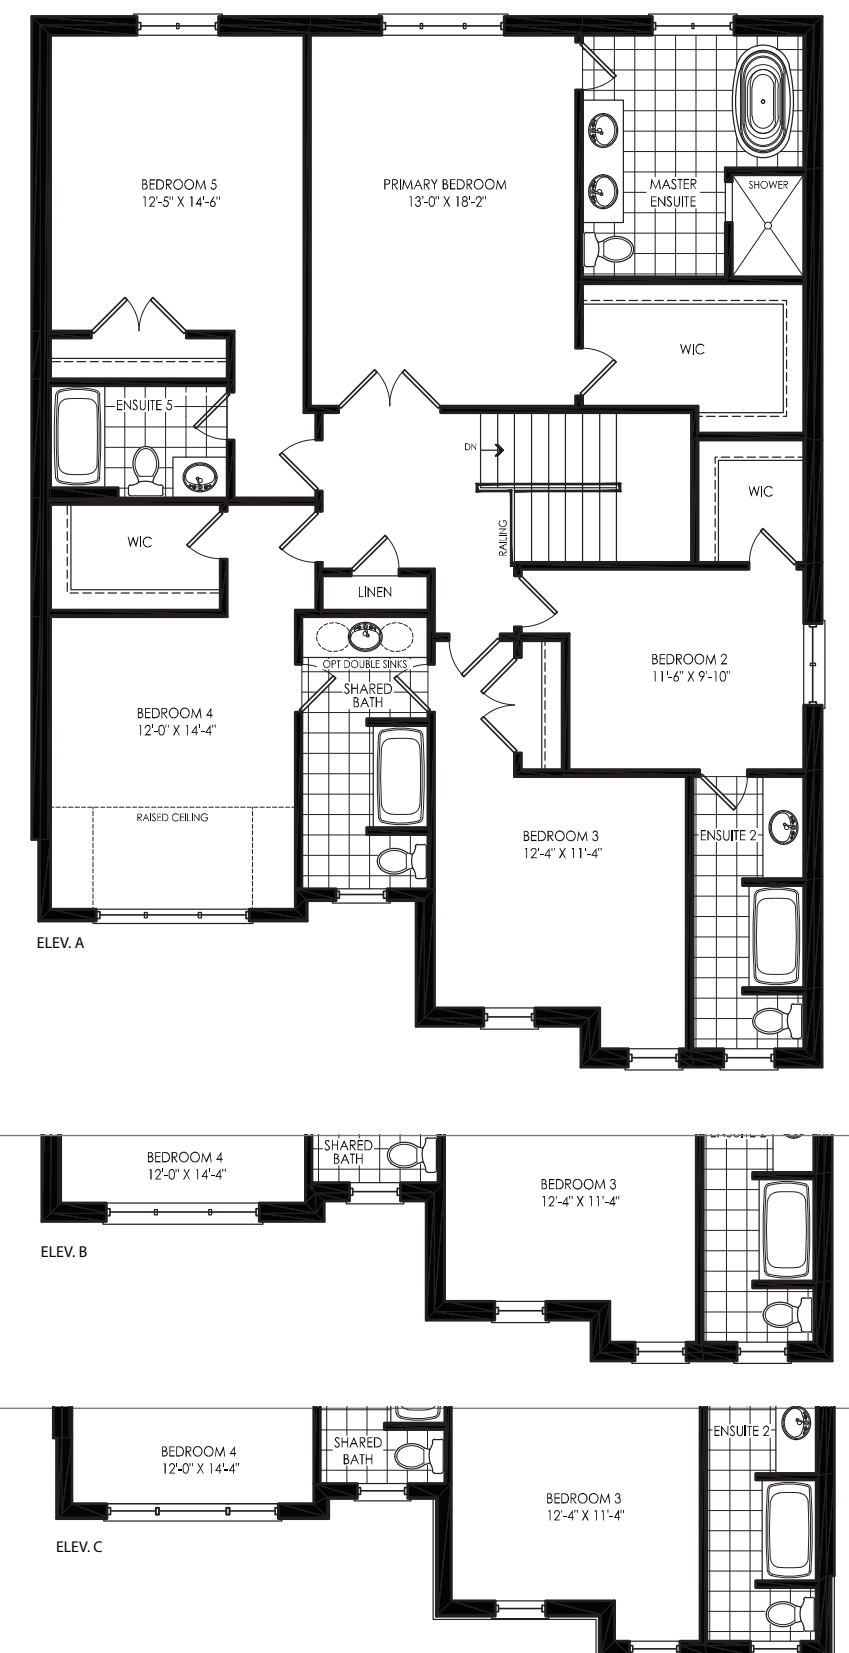 BEDROOM 5
12'-5" X 14'-6"
PRIMARY BEDROOM
13'-0" X 18'-2"
MASTER
ENSUITE
SHOWER
WIC
ENSUITE 5
DN
WIC
RAILING
WIC
LINEN
OPT DOUBLE SINKS
SHARED
BATH
BEDROOM 2
11'-6" X 9'-10"
BEDROOM 4
12'-0" X 14'-4"
RAISED CEILING
BEDROOM 3
12'-4" X 11'-4"
ENSUITE 2
ELEV. A
BEDROOM 4
12'-0" X 14'-4"
SHARED
BATH
BEDROOM 3
12'-4" X 11'-4"
ELEV. B
BEDROOM 4
12'-0" X 14'-4"
SHARED
BATH
BEDROOM 3
12'-4" X 11'-4"
ENSUITE 2
ELEV. C